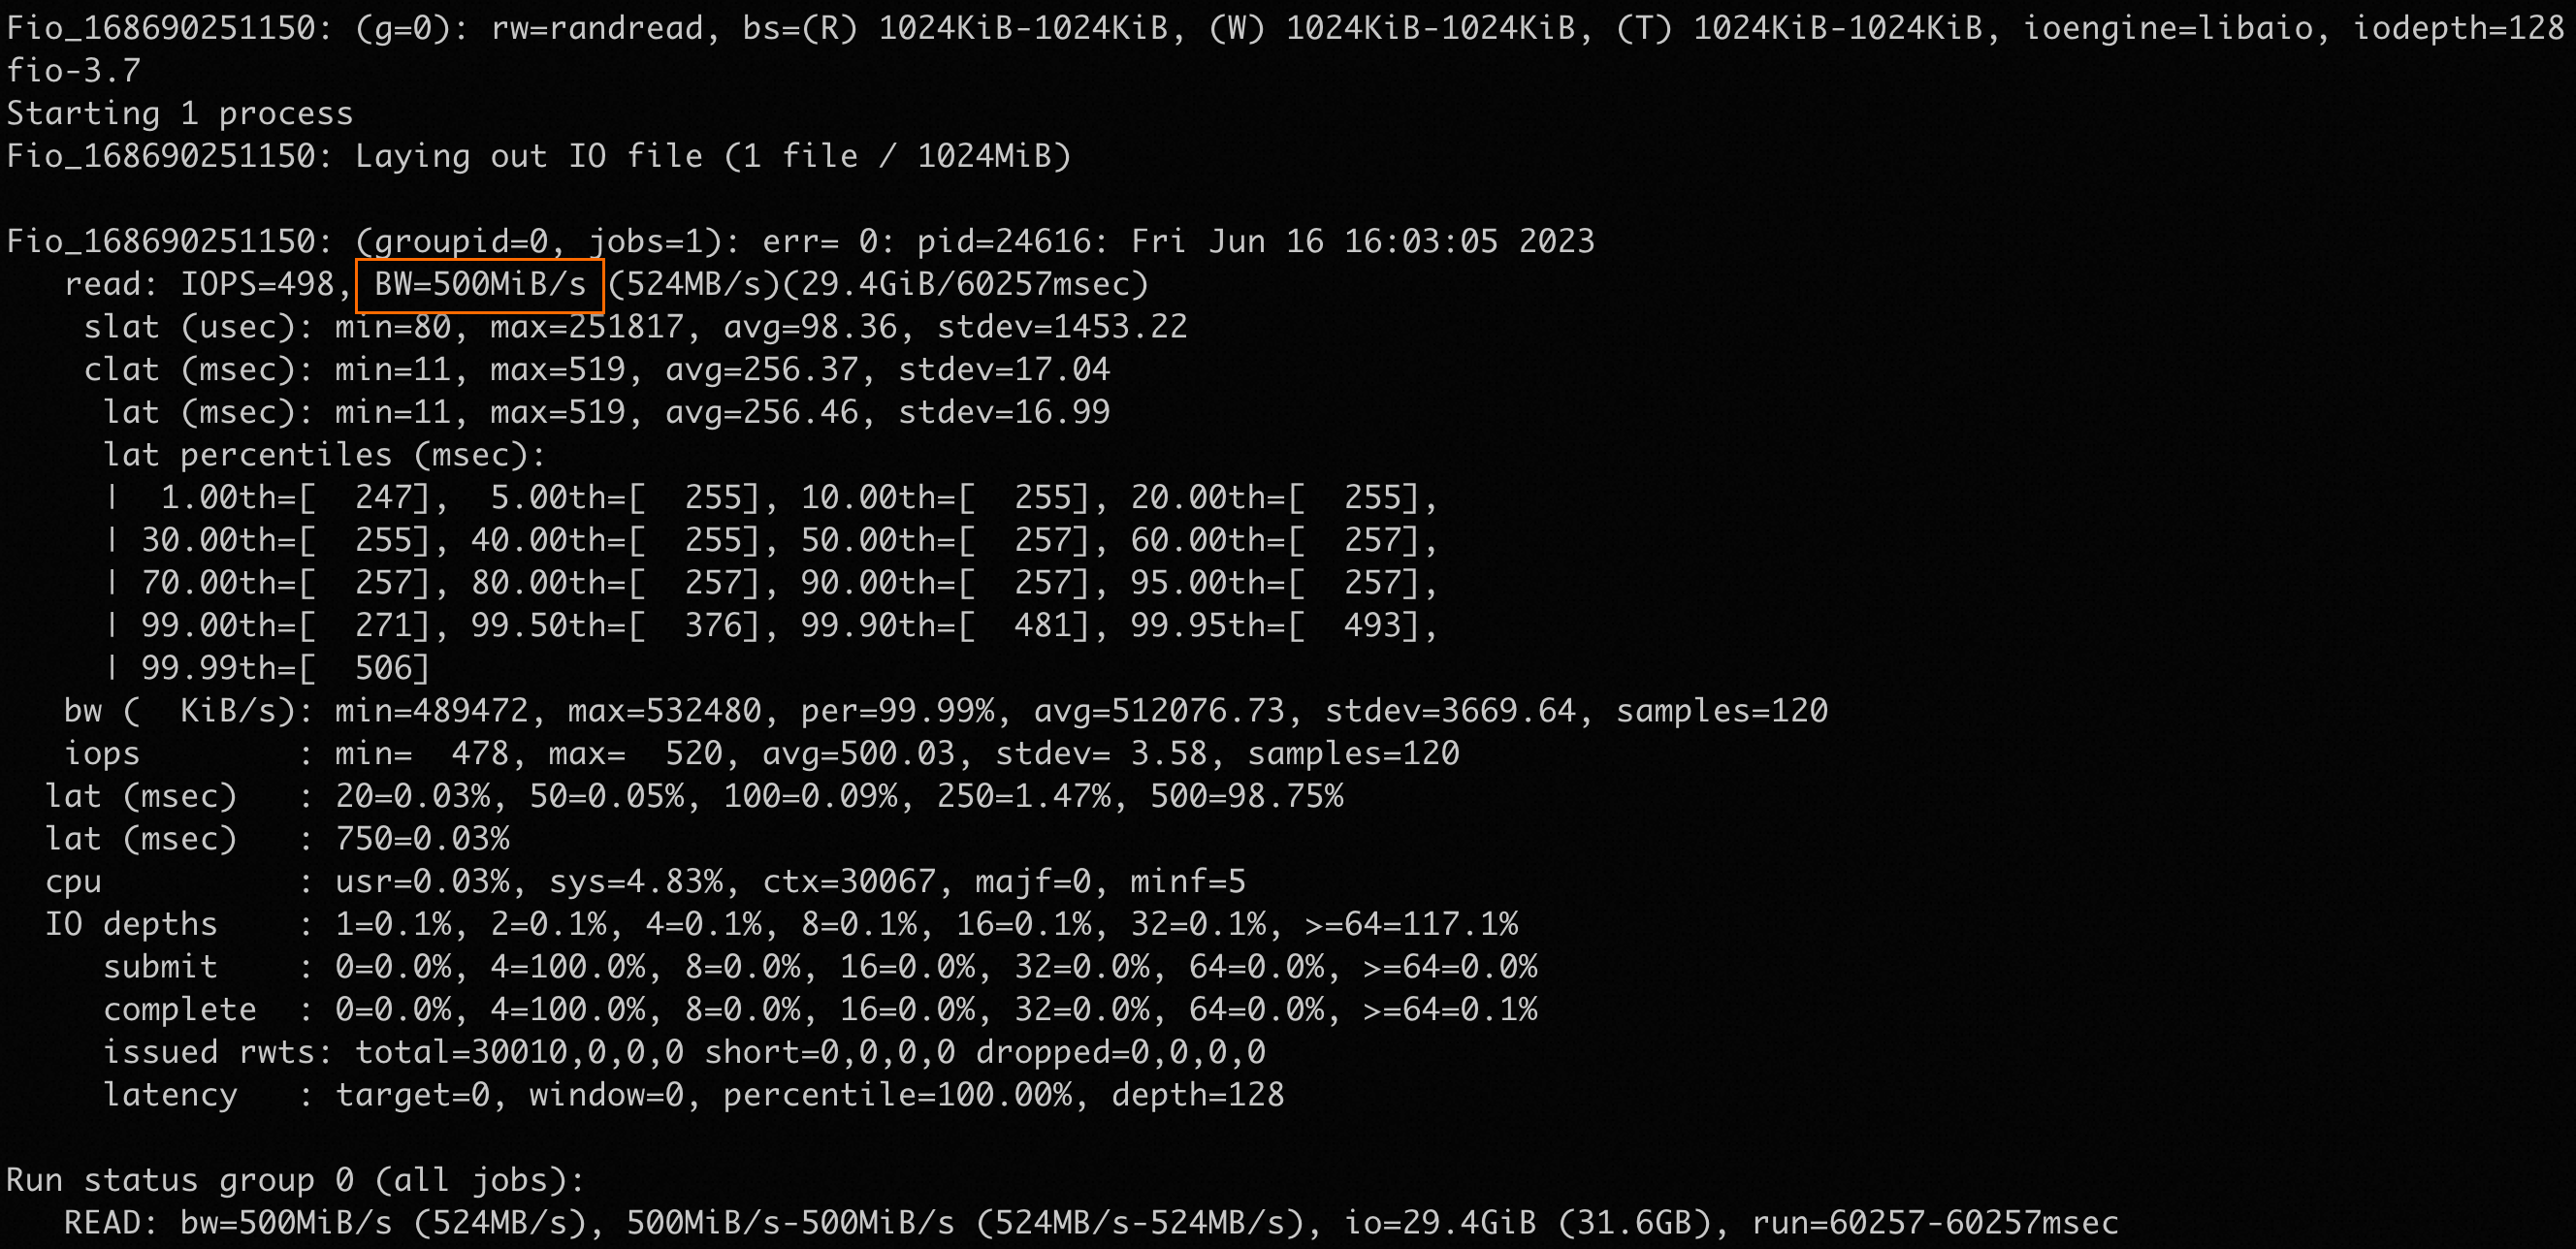 Fio_168690251150: (g=0): rw=randread, bs=(R) 1024KiB-1024KiB, (W) 1024KiB-1024KiB, (T) 1024KiB-1024KiB, ioengine=libaio, iodepth=128
fio-3.7
Starting 1 process
Fio_168690251150: Laying out IO file (1 file / 1024MiB)
Fio_168690251150: (groupid=0, jobs=1): err= 0: pid=24616: Fri Jun 16 16:03:05 2023
read: IOPS=498, BW=500MiB/s (524MB/s)(29.4GiB/60257msec)
slat (usec): min=80, max=251817, avg=98.36, stdev=1453.22
clat (msec): min=11, max=519, avg=256.37, stdev=17.04
lat (msec): min=11, max=519, avg=256.46, stdev=16.99
lat percentiles (msec):
|  1.00th=[  247],  5.00th=[  255], 10.00th=[  255], 20.00th=[  255],
| 30.00th=[  255], 40.00th=[  255], 50.00th=[  257], 60.00th=[  257],
| 70.00th=[  257], 80.00th=[  257], 90.00th=[  257], 95.00th=[  257],
| 99.00th=[  271], 99.50th=[  376], 99.90th=[  481], 99.95th=[  493],
| 99.99th=[  506]
bw (  KiB/s): min=489472, max=532480, per=99.99%, avg=512076.73, stdev=3669.64, samples=120
iops        : min=  478, max=  520, avg=500.03, stdev= 3.58, samples=120
lat (msec)   : 20=0.03%, 50=0.05%, 100=0.09%, 250=1.47%, 500=98.75%
lat (msec)   : 750=0.03%
cpu          : usr=0.03%, sys=4.83%, ctx=30067, majf=0, minf=5
IO depths    : 1=0.1%, 2=0.1%, 4=0.1%, 8=0.1%, 16=0.1%, 32=0.1%, >=64=117.1%
submit    : 0=0.0%, 4=100.0%, 8=0.0%, 16=0.0%, 32=0.0%, 64=0.0%, >=64=0.0%
complete  : 0=0.0%, 4=100.0%, 8=0.0%, 16=0.0%, 32=0.0%, 64=0.0%, >=64=0.1%
issued rwts: total=30010,0,0,0 short=0,0,0,0 dropped=0,0,0,0
latency   : target=0, window=0, percentile=100.00%, depth=128
Run status group 0 (all jobs):
READ: bw=500MiB/s (524MB/s), 500MiB/s-500MiB/s (524MB/s-524MB/s), io=29.4GiB (31.6GB), run=60257-60257msec